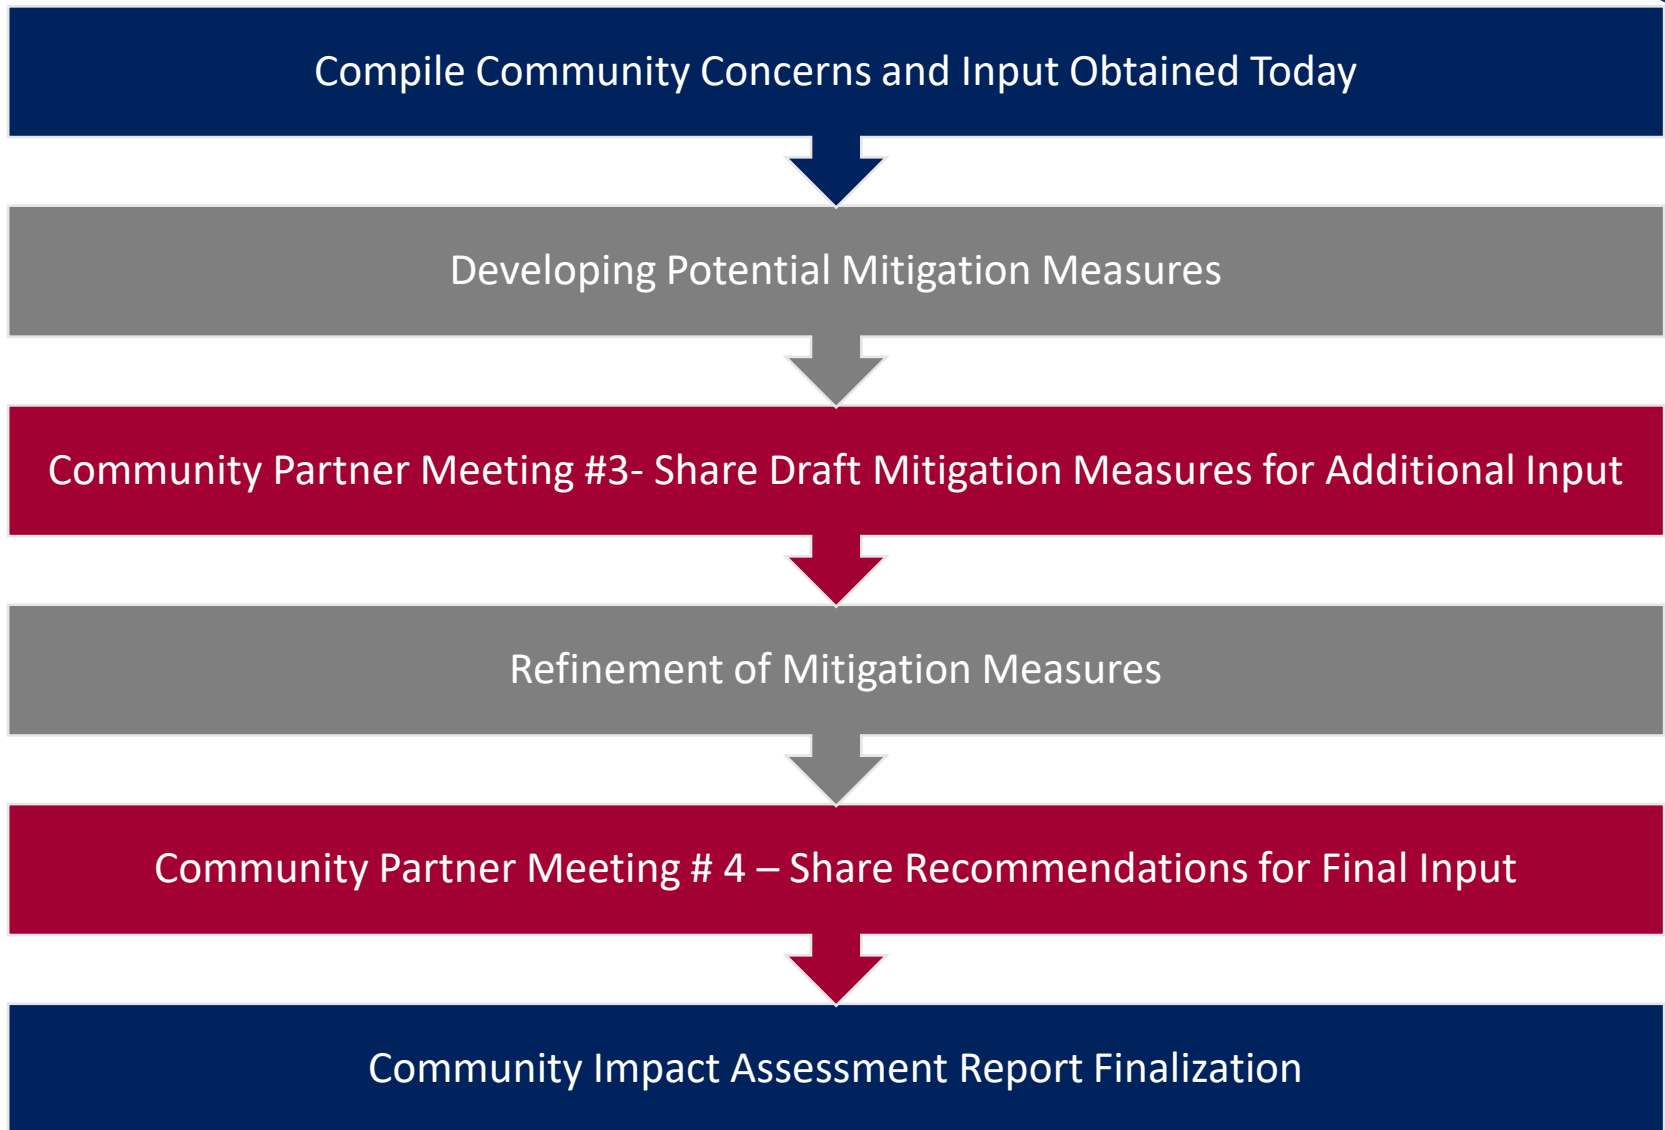 Compile Community Concerns and Input Obtained Today
Developing Potential Mitigation Measures
Community Partner Meeting #3- Share Draft Mitigation Measures for Additional Input
Refinement of Mitigation Measures
Community Partner Meeting # 4 – Share Recommendations for Final Input
Community Impact Assessment Report Finalization